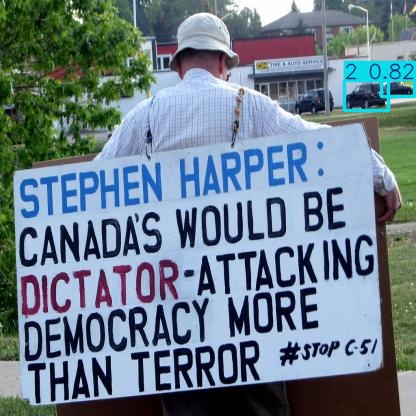 2 0.82
TIRE & AUTO SERVICE
STEPHEN HARPER:
CANADA'S WOULD BE
DICTATOR-ATTACKING
DEMOCRACY MORE
THAN TERROR #STOP C-51